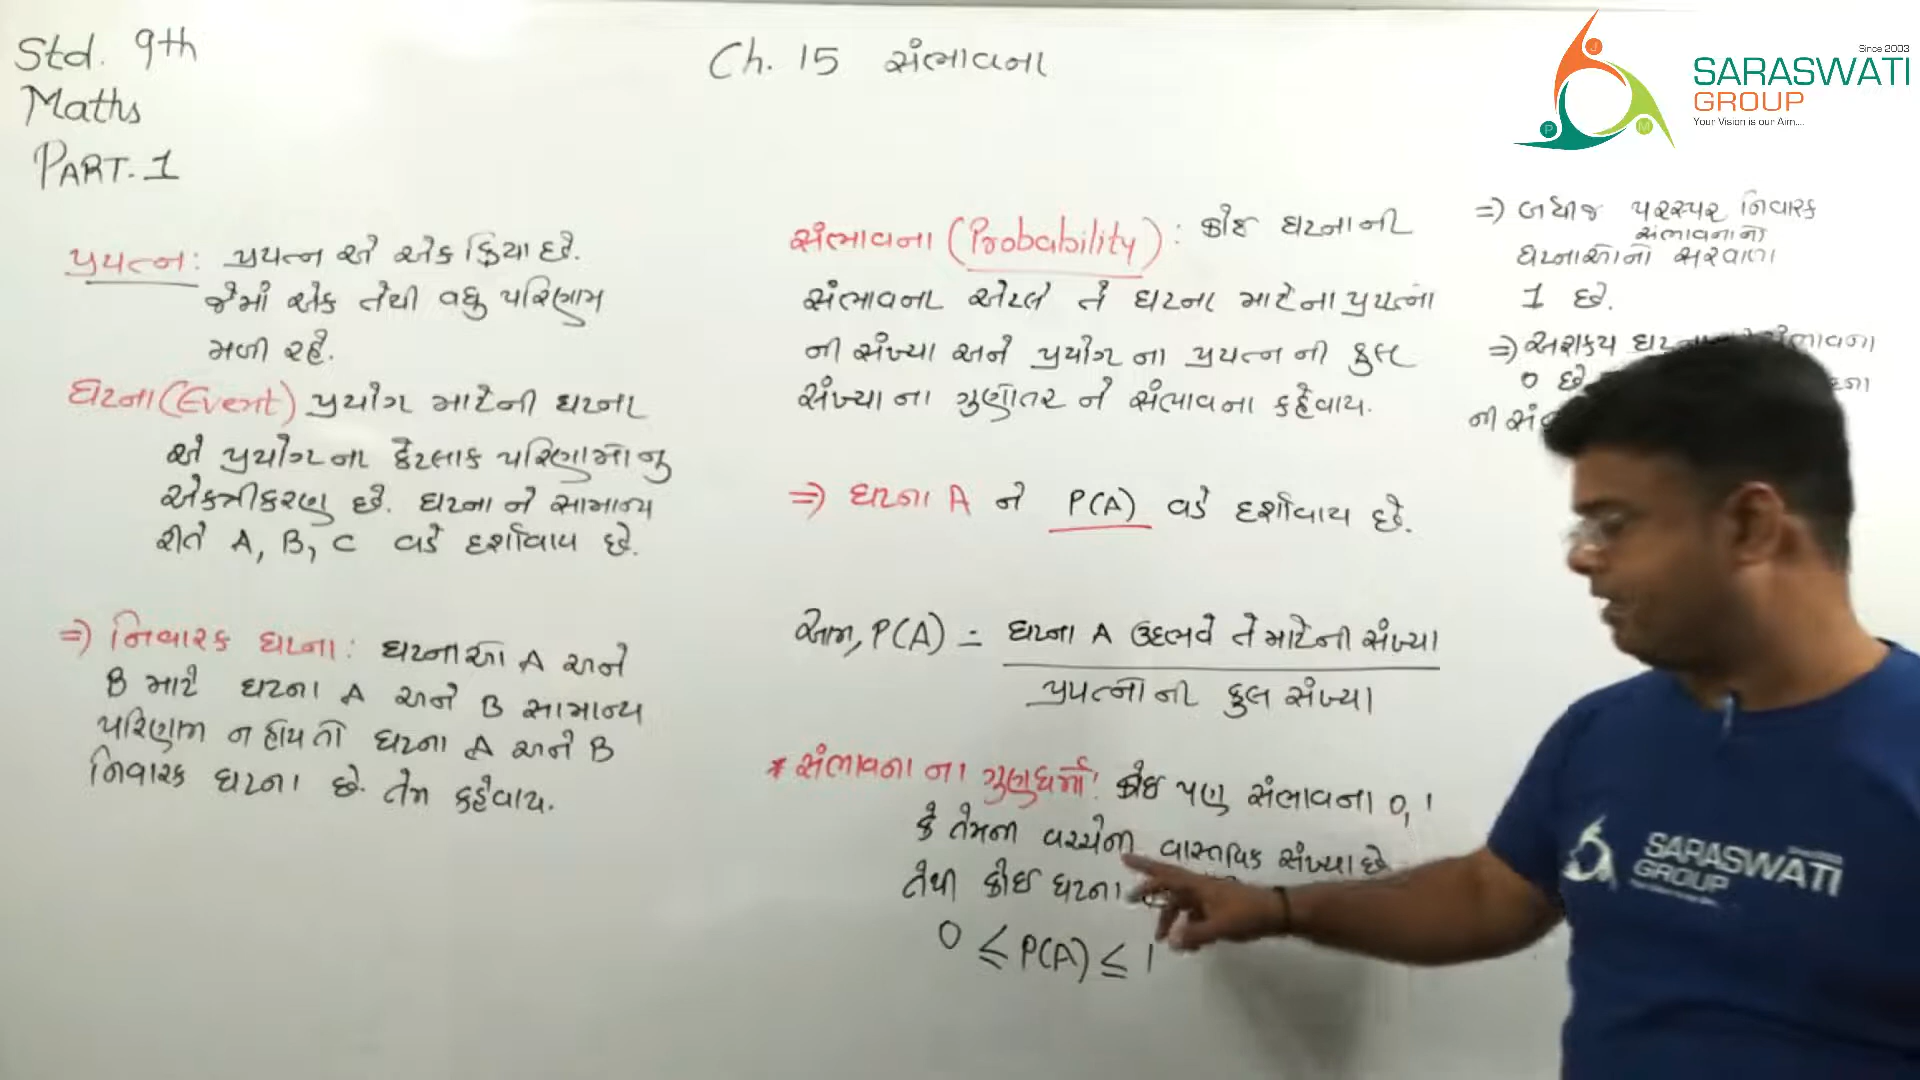 Std. 9th
Maths
PART. 1
Ch. 15 સંભાવના
Since 2003
SARASWATI
GROUP
Your Vision is our Aim....
J
P
M
પ્રયત્ન : પ્રયત્ન એ એક ક્રિયા છે.
જેમાં એક તેથી વધુ પરિણામ
મળી રહે.
ઘટના (Event) પ્રયોગ માટેની ઘટના
એ પ્રયોગના કેટલાક પરિણામોનુ
એકત્રીકરણ છે. ઘટના ને સામાન્ય
રીતે A, B, C વડે દર્શાવાય છે.
=> નિવારક ઘટના : ઘટનાઓ A અને
B માટે ઘટના A અને B સામાન્ય
પરિણામ ન હોય તો ઘટના A અને B
નિવારક ઘટના છે. તેમ કહેવાય.
સંભાવના (Probability) : કોઇ ઘટનાની
સંભાવના એટલે તે ઘટના માટેના પ્રયત્નો
ની સંખ્યા અને પ્રયોગ ના પ્રયત્ન ની કુલ
સંખ્યા ના ગુણોતર ને સંભાવના કહેવાય.
=> ઘટના A ને P(A) વડે દર્શાવાય છે.
આમ, P(A) = ઘટના A ઉદભવે તે માટેની સંખ્યા
પ્રયત્નોની કુલ સંખ્યા
* સંભાવના ના ગુણધર્મો : કોઇ પણ સંભાવના 0, 1
કે તેમની વચ્ચેની વાસ્તવિક સંખ્યા છે
તેથી કોઇ ઘટના
0 ≤ P(A) ≤ 1
=> બધીજ પરસ્પર નિવારક
સંભાવનાનો
ઘટનાઓનો સરવાળા
1 છે.
=> અશક્ય સંભાવના
0 છે
ની
SARASWATI
GROUP